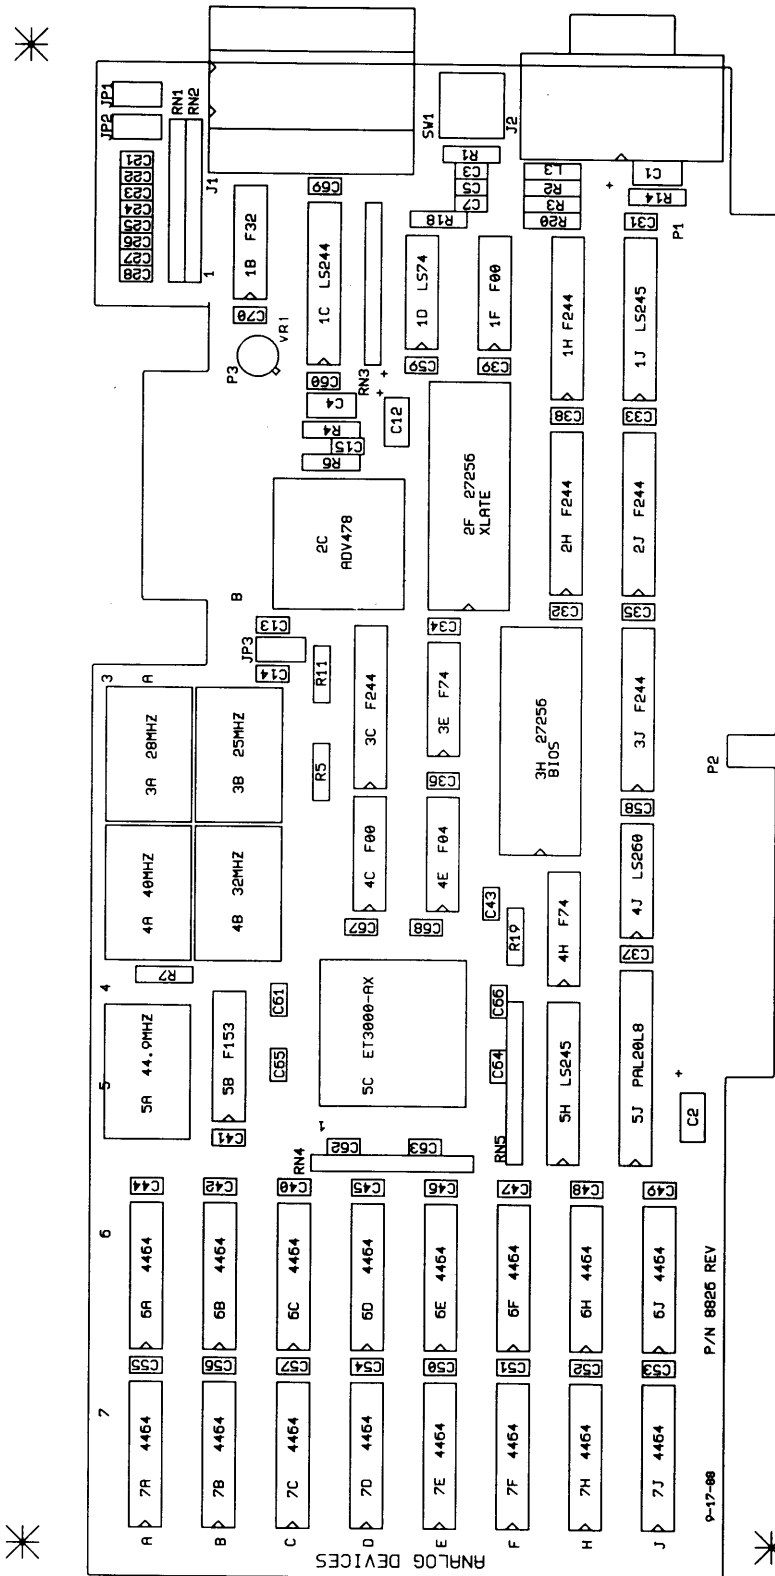 JP1
JP2
RN1
RN2
C21
C22
C23
C24
C25
C26
C27
C28
J1
1
C69
SW1
J2
R1
C3
C5
C7
R18
L3
R2
R3
R20
+
C1
R14
C31
P1
1B F32
C70
P3
VR1
1C LS244
C60
RN3
+
+
C4
C12
R4
C15
R6
1D LS74
C59
1F F00
C39
1H F244
C38
1J LS245
C33
2C
ADV478
2F 27256
XLATE
2H F244
C32
2J F244
C35
B
C13
JP3
C14
C34
R11
R5
3
A
3A 28MHZ
3B 25MHZ
3C F244
3E F74
C36
3H 27256
BIOS
3J F244
C58
P2
4A 40MHZ
4B 32MHZ
4C F00
C67
4E F04
C68
C43
R19
4H F74
4J LS260
C37
R7
4
5
5A 44.9MHZ
5B F153
C41
C61
C65
5C ET3000-AX
1
C66
C64
RN5
5H LS245
5J PAL20L8
+
C2
RN4
C62
C63
C44
C42
C40
C45
C46
C47
C48
C49
6
6A 4464
6B 4464
6C 4464
6D 4464
6E 4464
6F 4464
6H 4464
6J 4464
P/N 8826 REV
C55
C56
C57
C54
C50
C51
C52
C53
7
7A 4464
7B 4464
7C 4464
7D 4464
7E 4464
7F 4464
7H 4464
7J 4464
9-17-88
A
B
C
D
E
F
H
J
ANALOG DEVICES